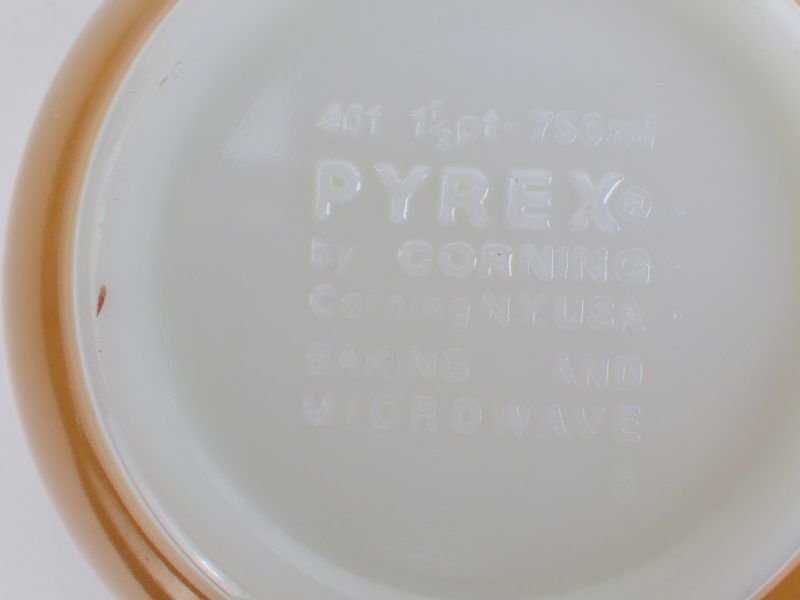 401 1½pt-750ml
PYREX®
by CORNING
Corning N.Y. USA
BAKING AND
MICROWAVE